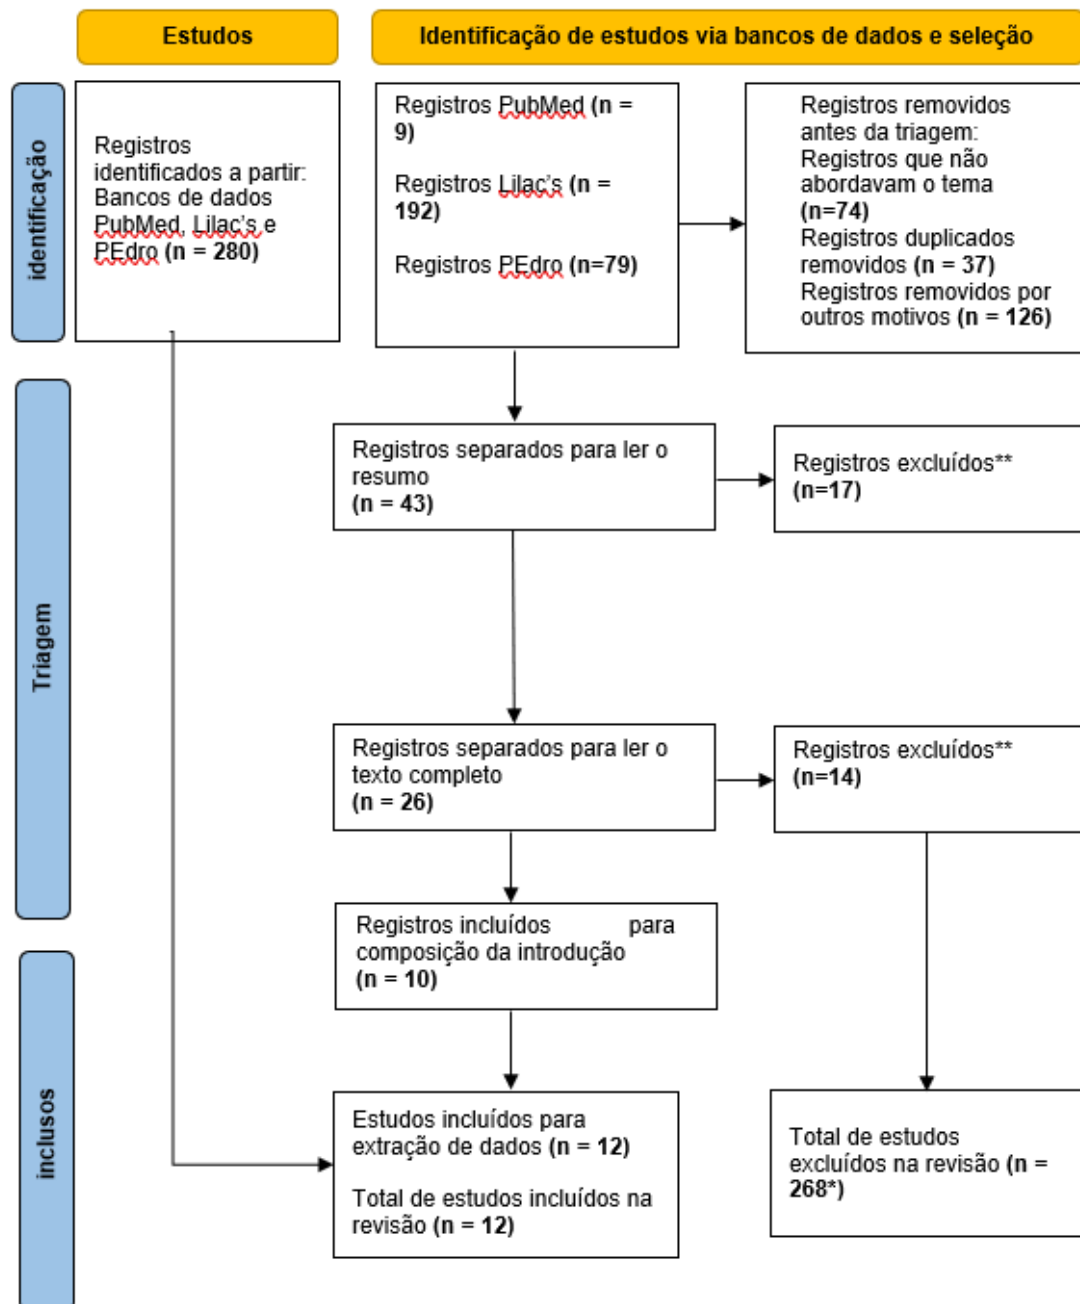 Estudos
Identificação de estudos via bancos de dados e seleção
identificação
Registros
identificados a partir:
Bancos de dados
PubMed, Lilac's e
PEdro (n = 280)
Registros PubMed (n =
9)
Registros Lilac's (n =
192)
Registros PEdro (n=79)
Registros removidos
antes da triagem:
Registros que não
abordavam o tema
(n=74)
Registros duplicados
removidos (n = 37)
Registros removidos por
outros motivos (n = 126)
Triagem
Registros separados para ler o
resumo
(n = 43)
Registros excluídos**
(n=17)
Registros separados para ler o
texto completo
(n = 26)
Registros excluídos**
(n=14)
Registros incluídos para
composição da introdução
(n = 10)
inclusos
Estudos incluídos para
extração de dados (n = 12)
Total de estudos incluídos na
revisão (n = 12)
Total de estudos
excluídos na revisão (n =
268*)